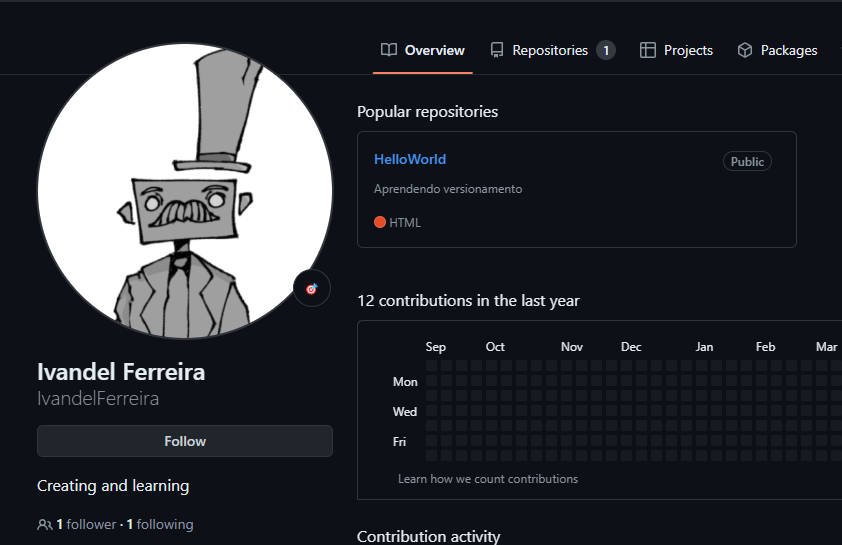 Overview
Repositories 1
Projects
Packages
Popular repositories
HelloWorld
Public
Aprendendo versionamento
HTML
12 contributions in the last year
Sep Oct Nov Dec Jan Feb Mar
Mon
Wed
Fri
Learn how we count contributions
Contribution activity
Ivandel Ferreira
IvandelFerreira
Follow
Creating and learning
1 follower · 1 following